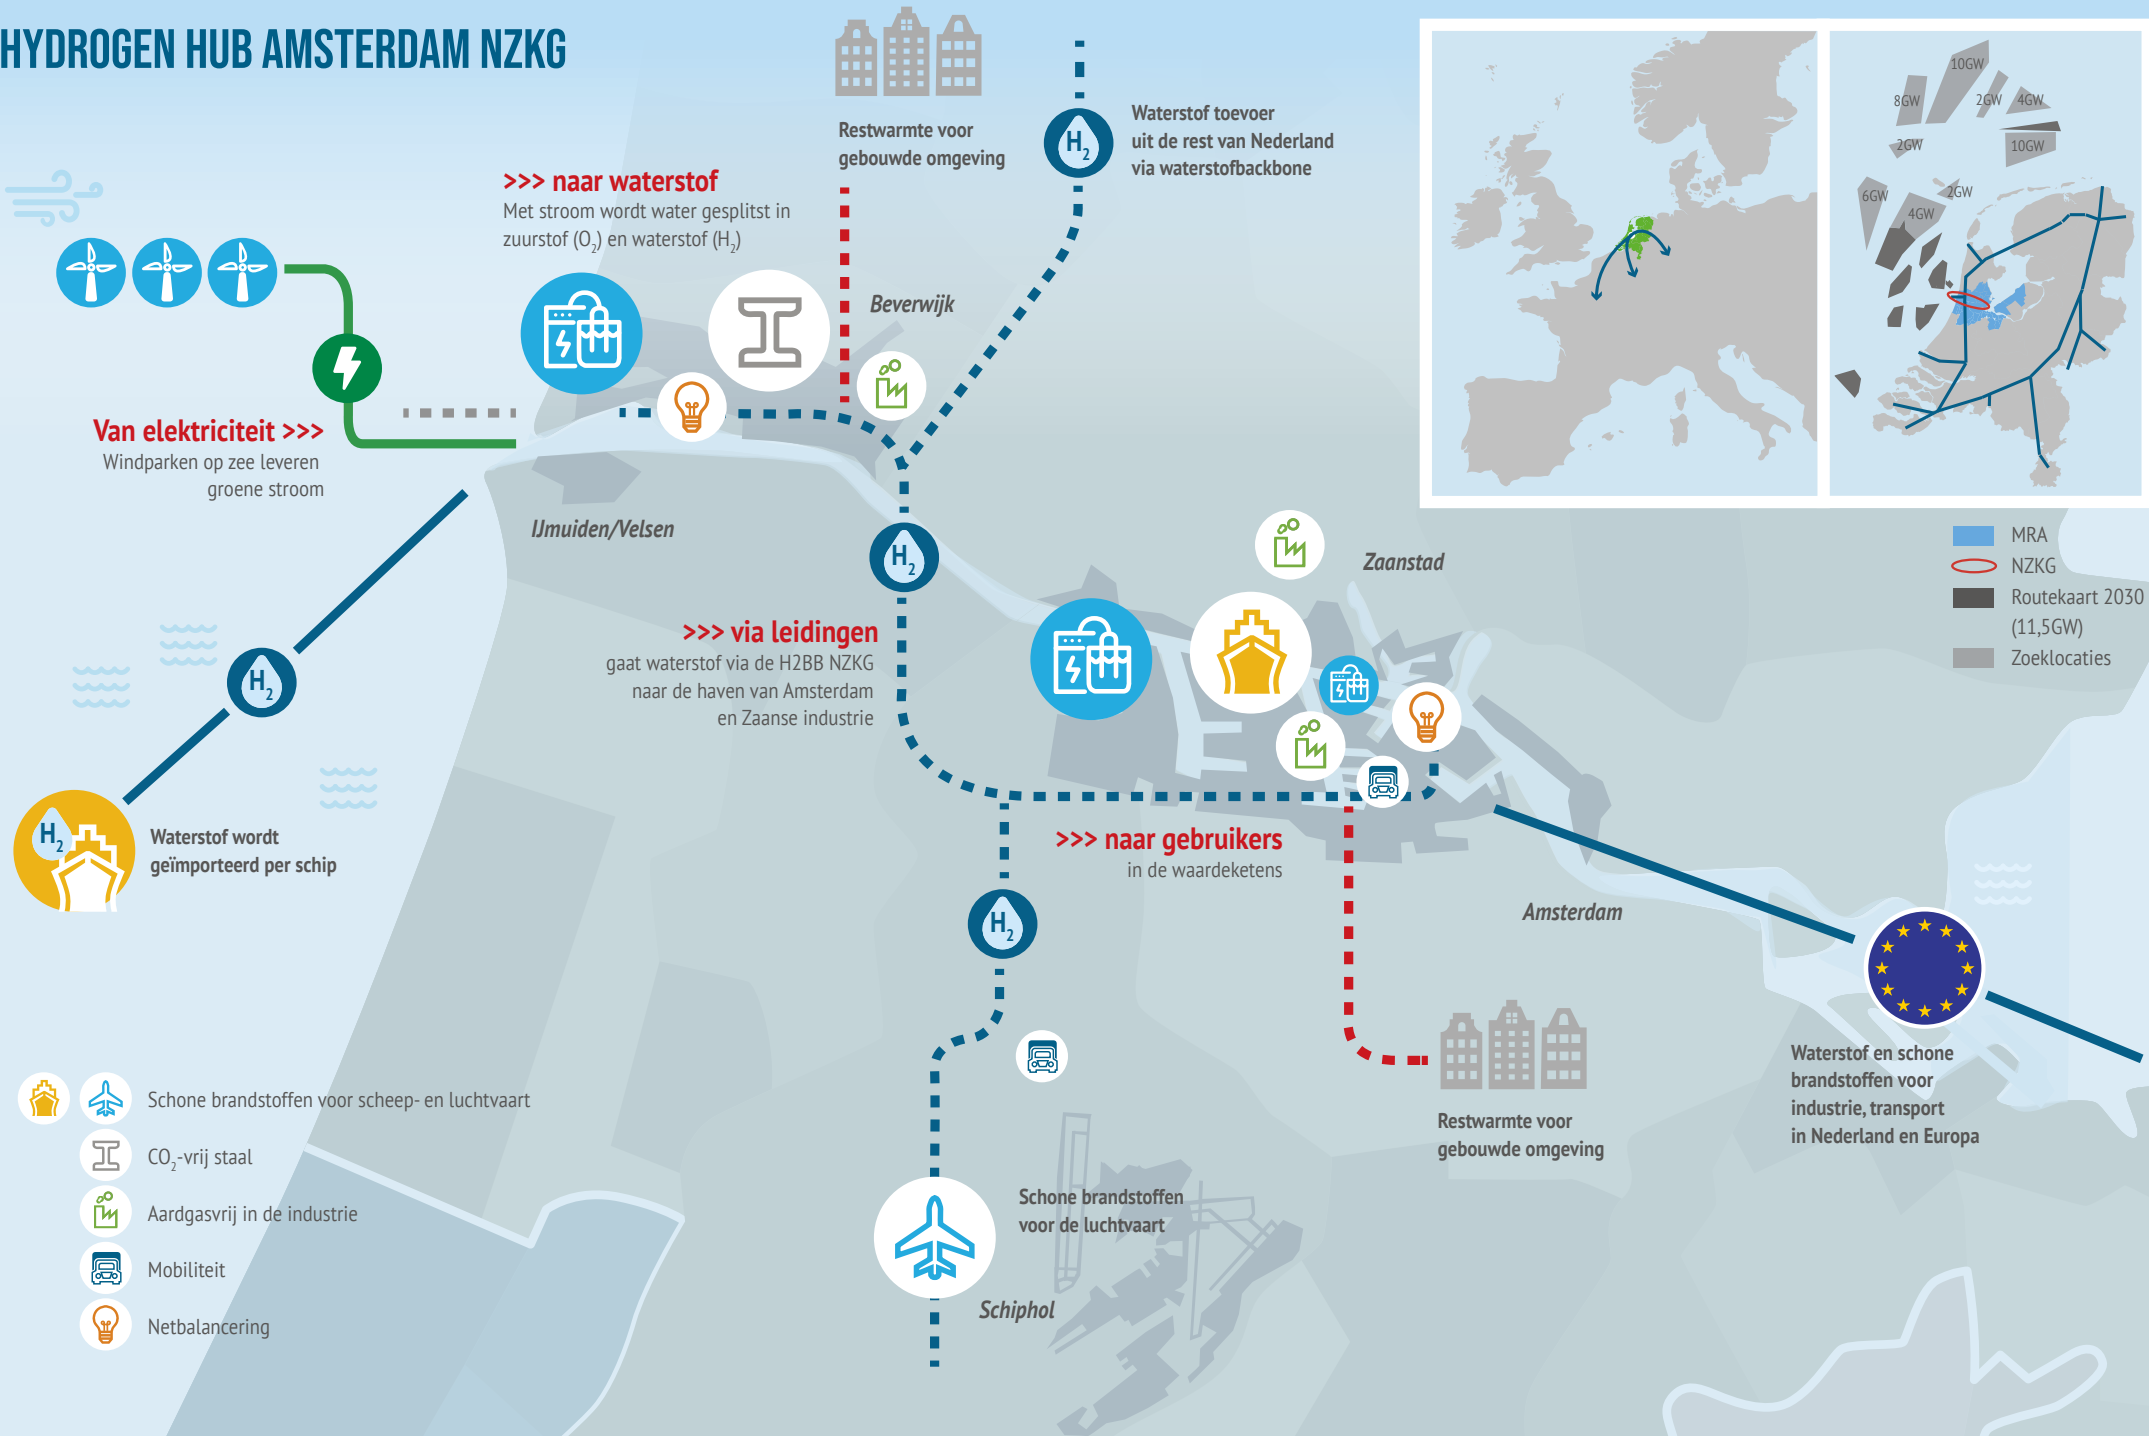 HYDROGEN HUB AMSTERDAM NZKG
Restwarmte voor
gebouwde omgeving
H2
Waterstof toevoer
uit de rest van Nederland
via waterstofbackbone
>>> naar waterstof
Met stroom wordt water gesplitst in
zuurstof (O2) en waterstof (H2)
Beverwijk
Van elektriciteit >>>
Windparken op zee leveren
groene stroom
IJmuiden/Velsen
H2
Zaanstad
>>> via leidingen
gaat waterstof via de H2BB NZKG
naar de haven van Amsterdam
en Zaanse industrie
H2
H2
Waterstof wordt
geïmporteerd per schip
>>> naar gebruikers
in de waardeketens
Amsterdam
H2
Restwarmte voor
gebouwde omgeving
Waterstof en schone
brandstoffen voor
industrie, transport
in Nederland en Europa
Schone brandstoffen
voor de luchtvaart
Schiphol
Schone brandstoffen voor scheep- en luchtvaart
CO2-vrij staal
Aardgasvrij in de industrie
Mobiliteit
Netbalancering
10GW
8GW
2GW
4GW
2GW
10GW
6GW
2GW
4GW
MRA
NZKG
Routekaart 2030
(11,5GW)
Zoeklocaties